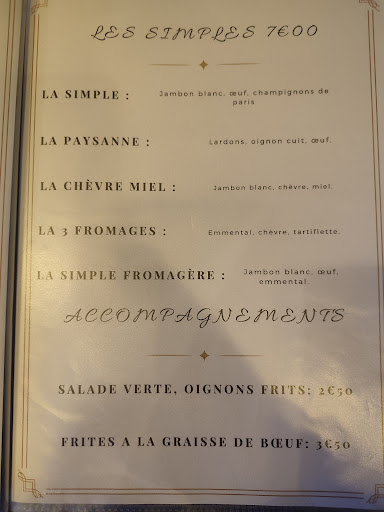 LES SIMPLES 7€00
LA SIMPLE : Jambon blanc, œuf, champignons de
paris
LA PAYSANNE : Lardons, oignon cuit, œuf.
LA CHÈVRE MIEL : Jambon blanc, chèvre, miel.
LA 3 FROMAGES : Emmental, chèvre, tartiflette.
LA SIMPLE FROMAGÈRE : Jambon blanc, œuf,
emmental.
ACCOMPAGNEMENTS
SALADE VERTE, OIGNONS FRITS: 2€50
FRITES A LA GRAISSE DE BŒUF: 3€50